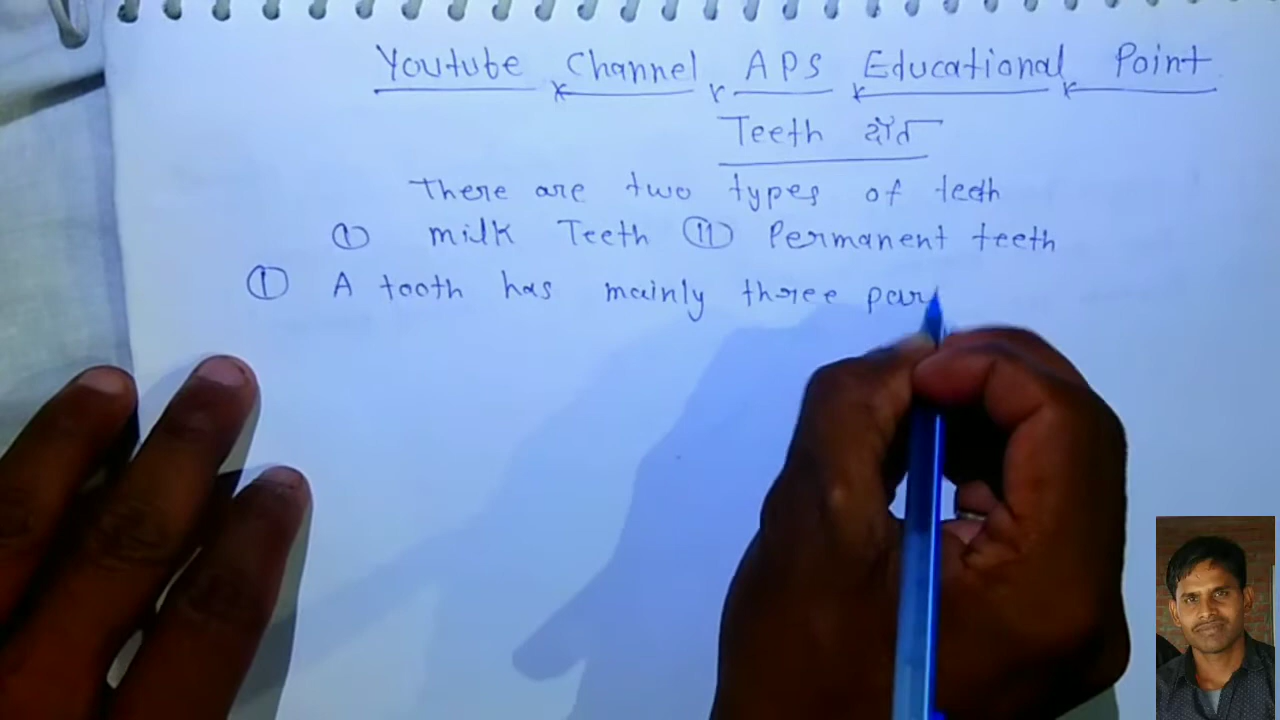 Youtube Channel APS Educational Point
Teeth दाँत
There are two types of teeth
(I) milk Teeth (II) Permanent teeth
(I) A tooth has mainly three par